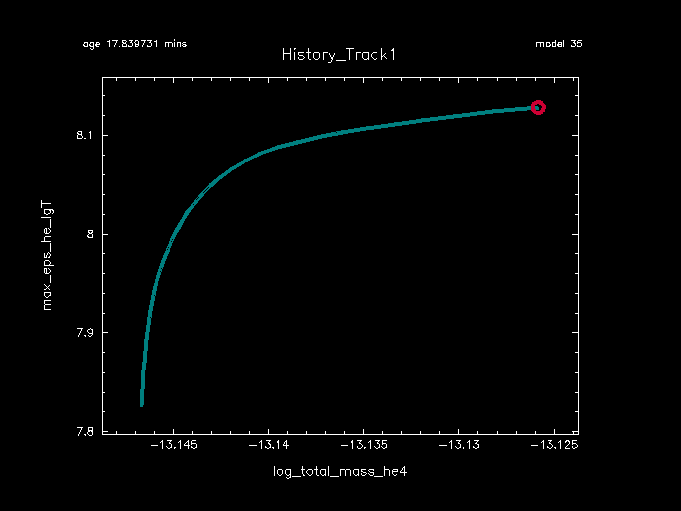 age 17.839731 mins
model 35
History_Track1
8.1
8
7.9
7.8
max_eps_he_lgT
−13.145
−13.14
−13.135
−13.13
−13.125
log_total_mass_he4